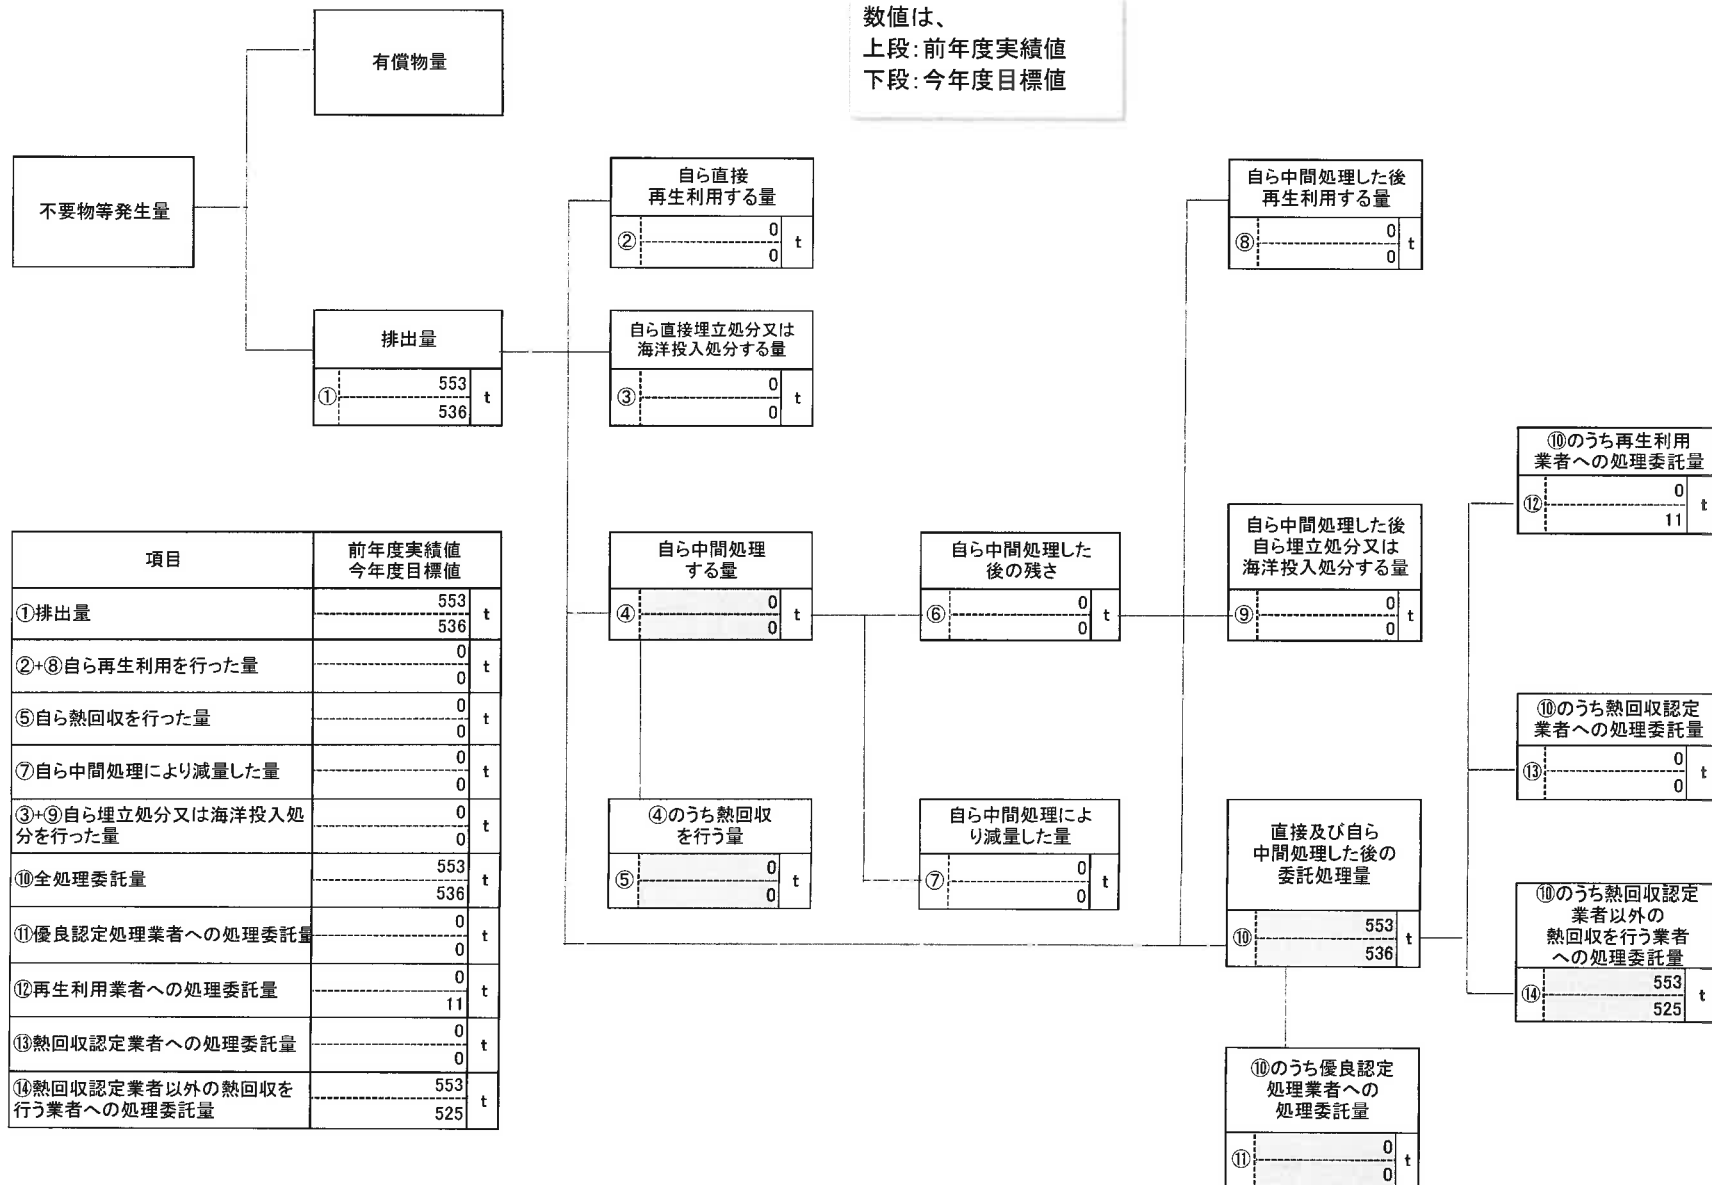 数値は、
上段:前年度実績値
下段:今年度目標値
有償物量
不要物等発生量
排出量
①
553
536
t
自ら直接
再生利用する量
②
0
0
t
自ら直接埋立処分又は
海洋投入処分する量
③
0
0
t
自ら中間処理
する量
④
0
0
t
④のうち熱回収
を行う量
⑤
0
0
t
自ら中間処理した
後の残さ
⑥
0
0
t
自ら中間処理によ
り減量した量
⑦
0
0
t
自ら中間処理した後
再生利用する量
⑧
0
0
t
自ら中間処理した後
自ら埋立処分又は
海洋投入処分する量
⑨
0
0
t
直接及び自ら
中間処理した後の
委託処理量
⑩
553
536
t
⑩のうち優良認定
処理業者への
処理委託量
⑪
0
0
t
⑩のうち再生利用
業者への処理委託量
⑫
0
11
t
⑩のうち熱回収認定
業者への処理委託量
⑬
0
0
t
⑩のうち熱回収認定
業者以外の
熱回収を行う業者
への処理委託量
⑭
553
525
t
項目
前年度実績値
今年度目標値
①排出量
553
536
t
②+⑧自ら再生利用を行った量
0
0
t
⑤自ら熱回収を行った量
0
0
t
⑦自ら中間処理により減量した量
0
0
t
③+⑨自ら埋立処分又は海洋投入処
分を行った量
0
0
t
⑩全処理委託量
553
536
t
⑪優良認定処理業者への処理委託量
0
0
t
⑫再生利用業者への処理委託量
0
11
t
⑬熱回収認定業者への処理委託量
0
0
t
⑭熱回収認定業者以外の熱回収を
行う業者への処理委託量
553
525
t